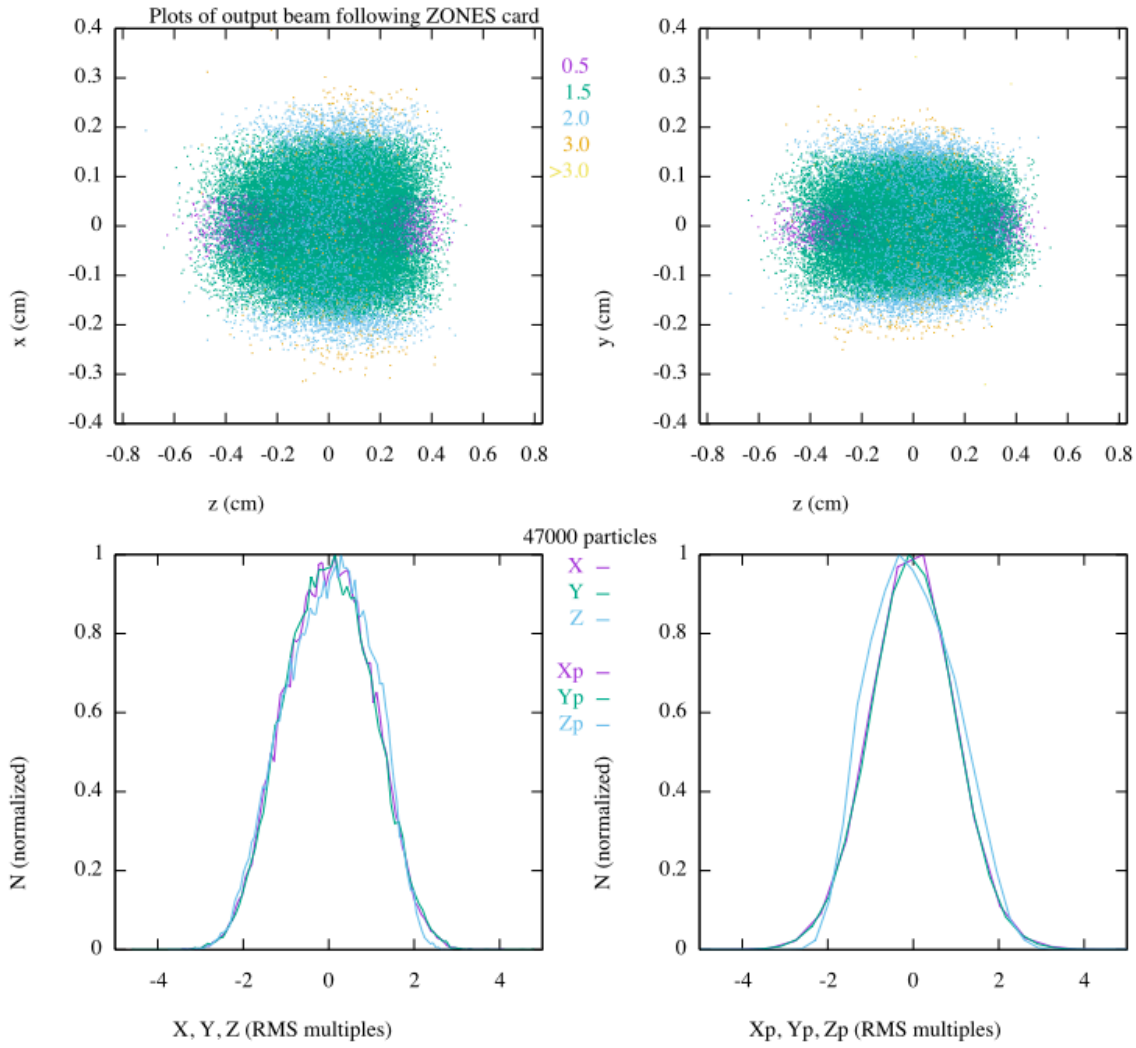 Plots of output beam following ZONES card
0.4
0.3
0.2
0.1
0
-0.1
-0.2
-0.3
-0.4
x (cm)
-0.8 -0.6 -0.4 -0.2 0 0.2 0.4 0.6 0.8
z (cm)
0.5
1.5
2.0
3.0
>3.0
0.4
0.3
0.2
0.1
0
-0.1
-0.2
-0.3
-0.4
y (cm)
-0.8 -0.6 -0.4 -0.2 0 0.2 0.4 0.6 0.8
z (cm)
47000 particles
1
0.8
0.6
0.4
0.2
0
N (normalized)
-4 -2 0 2 4
X, Y, Z (RMS multiples)
X
Y
Z
Xp
Yp
Zp
1
0.8
0.6
0.4
0.2
0
N (normalized)
-4 -2 0 2 4
Xp, Yp, Zp (RMS multiples)